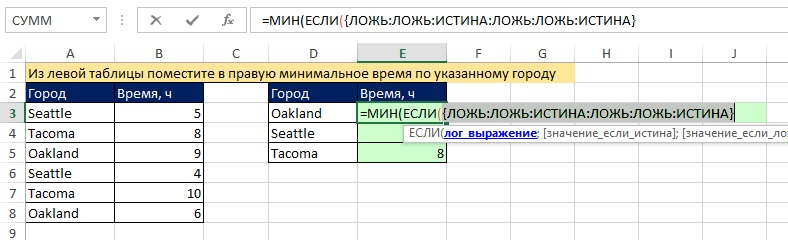 СУММ =МИН(ЕСЛИ({ЛОЖЬ:ЛОЖЬ:ИСТИНА:ЛОЖЬ:ЛОЖЬ:ИСТИНА}
A B C D E F G H I J
1 Из левой таблицы поместите в правую минимальное время по указанному городу
2 Город Время, ч Город Время, ч
3 Seattle 5 Oakland =МИН(ЕСЛИ({ЛОЖЬ:ЛОЖЬ:ИСТИНА:ЛОЖЬ:ЛОЖЬ:ИСТИНА}
4 Tacoma 8 Seattle ЕСЛИ(лог_выражение; [значение_если_истина]; [значение_если_ло
5 Oakland 9 Tacoma 8
6 Seattle 4
7 Tacoma 10
8 Oakland 6
9